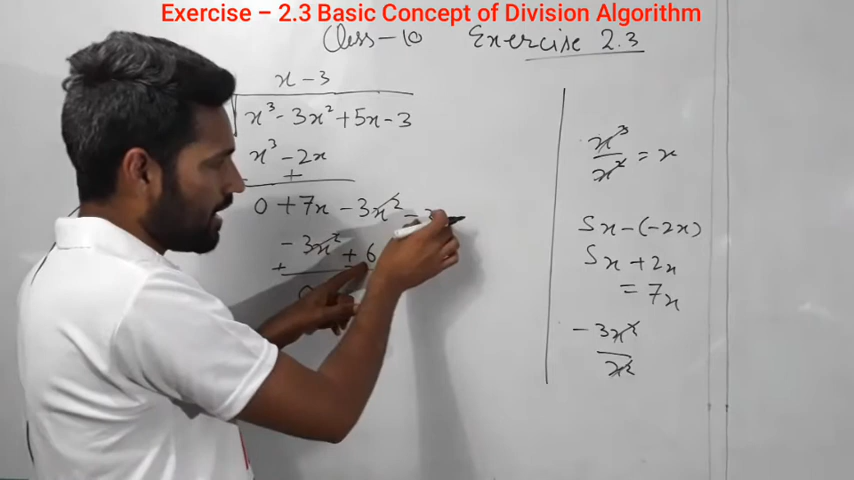 Exercise – 2.3 Basic Concept of Division Algorithm
Class-10 Exercise 2.3
x - 3
x³ - 3x² + 5x - 3
x³ - 2x
+
0 + 7x - 3x² -
- 3x² + 6
+ -
0
x³/x² = x
5x - (-2x)
5x + 2x
= 7x
- 3x²
x²